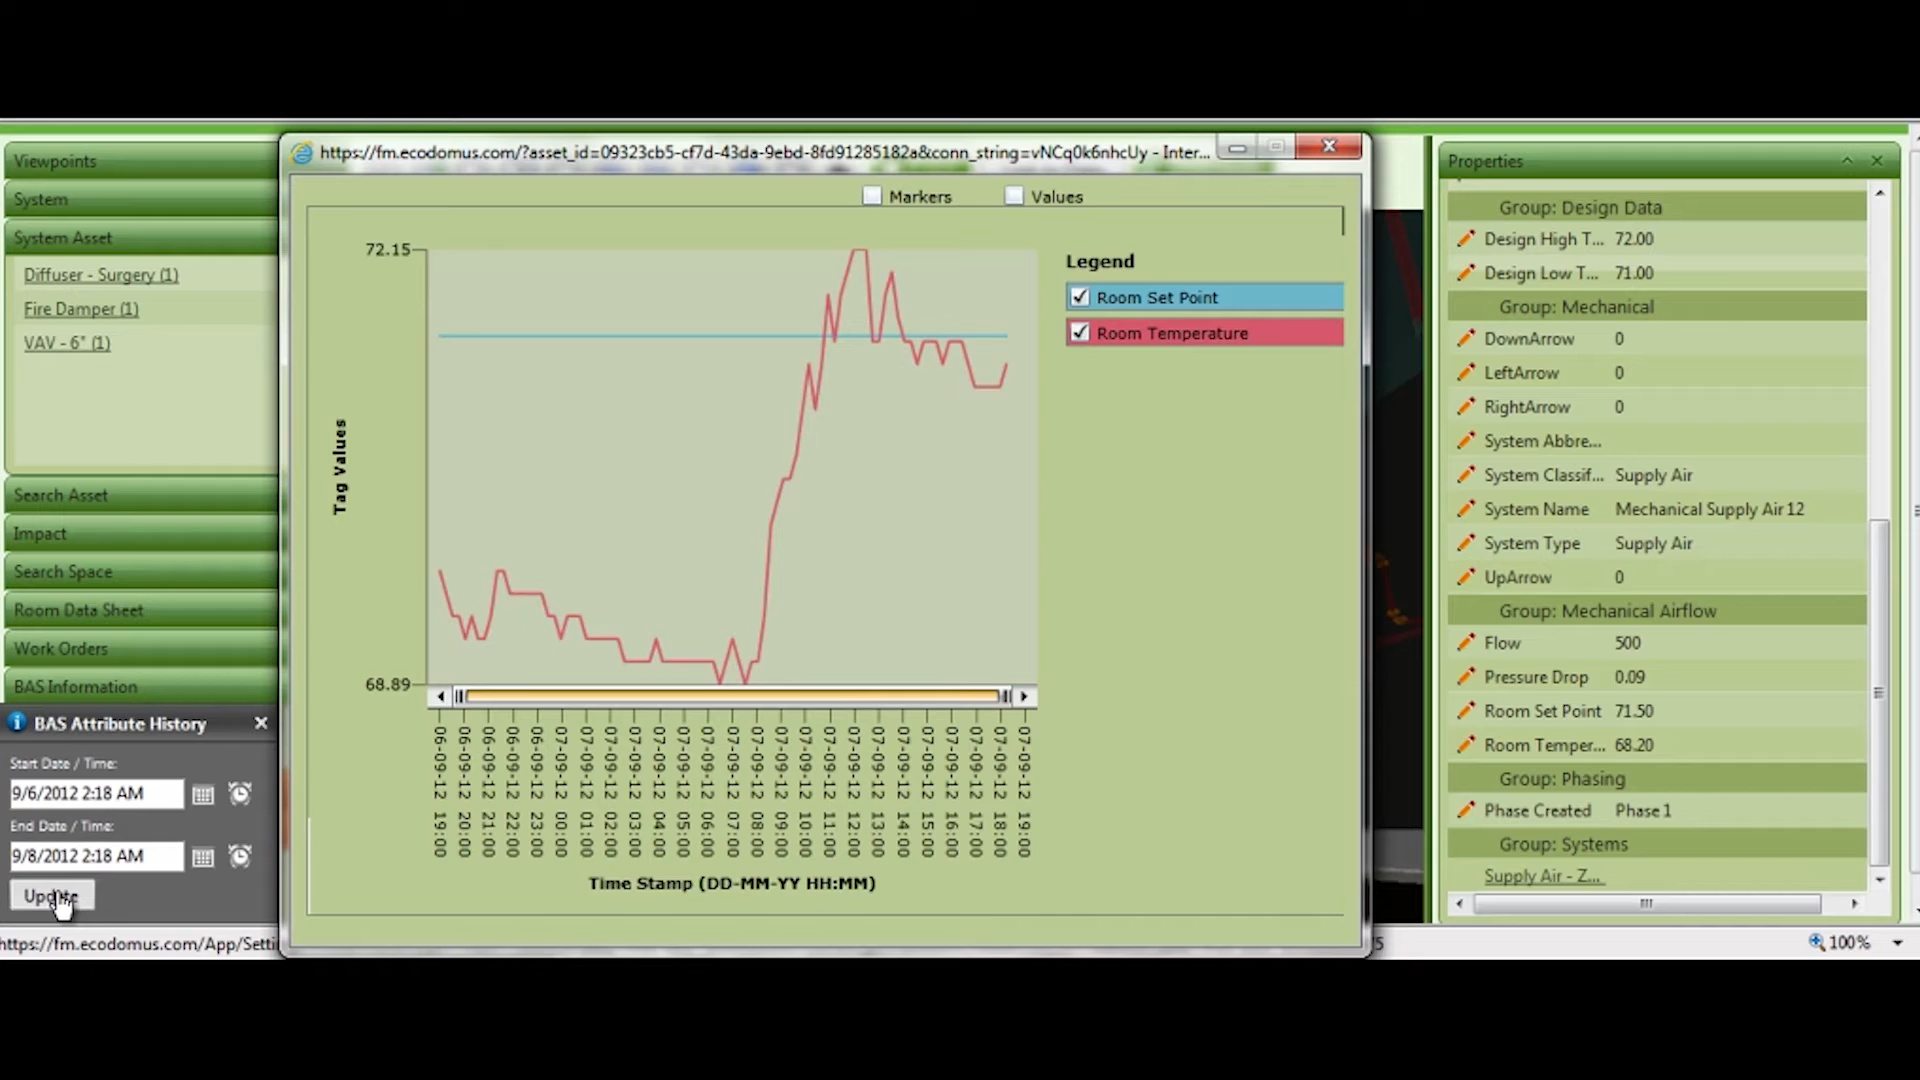 https://fm.ecodomus.com/?asset_id=09323cb5-cf7d-43da-9ebd-8fd91285182a&conn_string=vNCq0k6nhcUy - Inter...
Viewpoints
System
System Asset
Diffuser - Surgery (1)
Fire Damper (1)
VAV - 6" (1)
Search Asset
Impact
Search Space
Room Data Sheet
Work Orders
BAS Information
BAS Attribute History
Start Date / Time:
9/6/2012 2:18 AM
End Date / Time:
9/8/2012 2:18 AM
Update
https://fm.ecodomus.com/App/Setti
Markers
Values
72.15
68.89
Tag Values
Legend
Room Set Point
Room Temperature
06-09-12 19:00
06-09-12 20:00
06-09-12 21:00
06-09-12 22:00
06-09-12 23:00
07-09-12 00:00
07-09-12 01:00
07-09-12 02:00
07-09-12 03:00
07-09-12 04:00
07-09-12 05:00
07-09-12 06:00
07-09-12 07:00
07-09-12 08:00
07-09-12 09:00
07-09-12 10:00
07-09-12 11:00
07-09-12 12:00
07-09-12 13:00
07-09-12 14:00
07-09-12 15:00
07-09-12 16:00
07-09-12 17:00
07-09-12 18:00
07-09-12 19:00
Time Stamp (DD-MM-YY HH:MM)
Properties
Group: Design Data
Design High T... 72.00
Design Low T... 71.00
Group: Mechanical
DownArrow 0
LeftArrow 0
RightArrow 0
System Abbre...
System Classif... Supply Air
System Name Mechanical Supply Air 12
System Type Supply Air
UpArrow 0
Group: Mechanical Airflow
Flow 500
Pressure Drop 0.09
Room Set Point 71.50
Room Temper... 68.20
Group: Phasing
Phase Created Phase 1
Group: Systems
Supply Air - Z...
100%